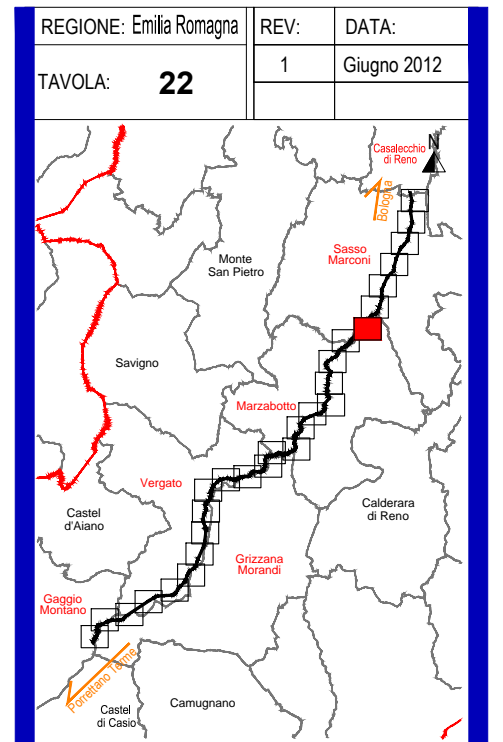 REGIONE: Emilia Romagna
REV:
DATA:
TAVOLA: 22
1
Giugno 2012
Casalecchio
di Reno
N
Bologna
Sasso
Marconi
Monte
San Pietro
Savigno
Marzabotto
Vergato
Castel
d'Aiano
Calderara
di Reno
Grizzana
Morandi
Gaggio
Montano
Porrettano Terme
Castel
di Casio
Camugnano